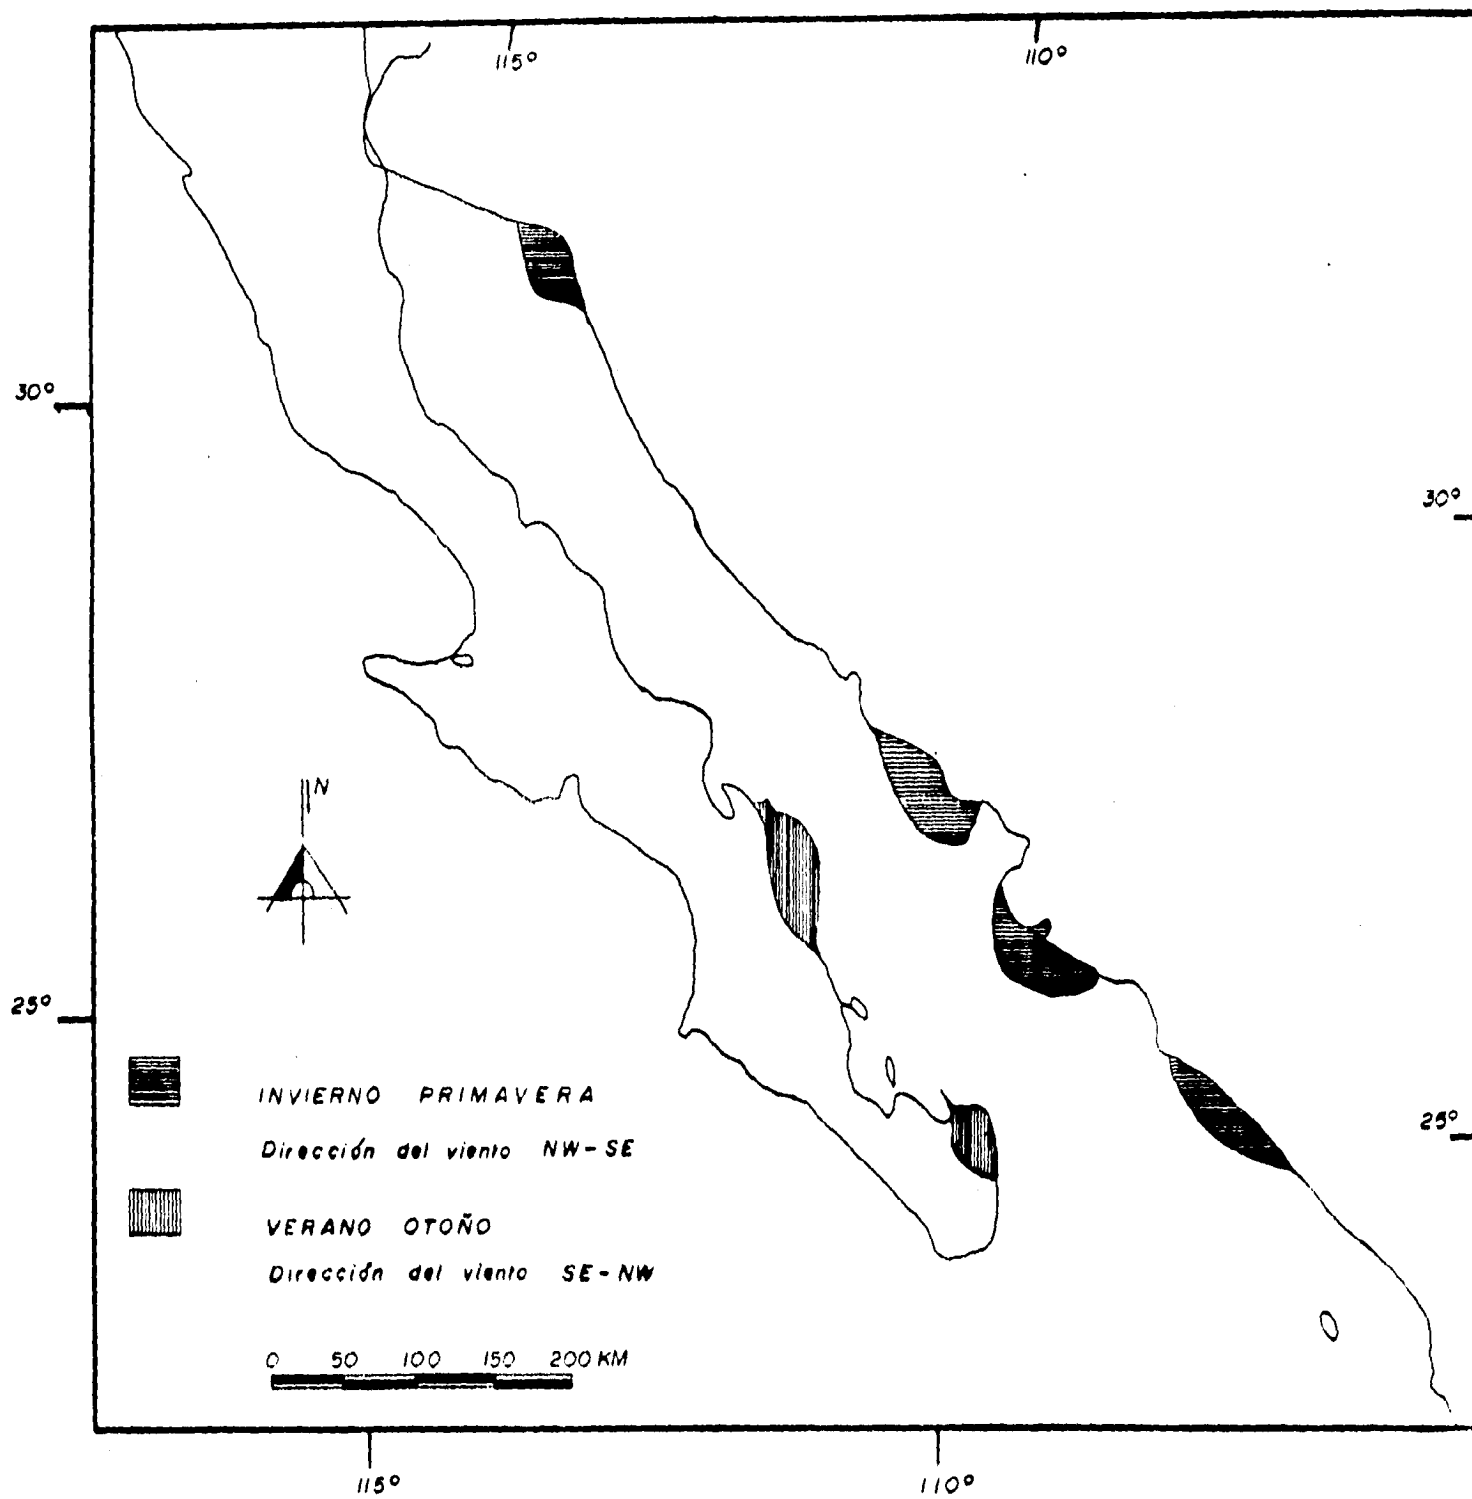 115° 110°
30°
30°
N
25°
25°
INVIERNO PRIMAVERA
Dirección del viento NW-SE
VERANO OTOÑO
Dirección del viento SE-NW
0 50 100 150 200 KM
115° 110°